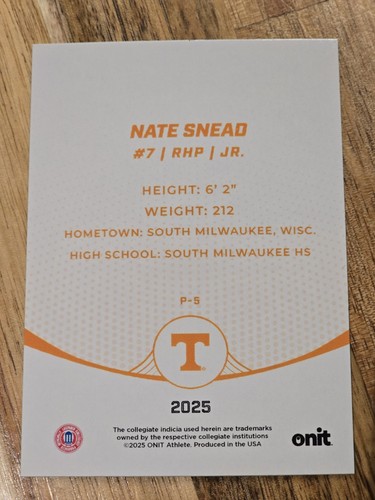 NATE SNEAD
#7 | RHP | JR.
HEIGHT: 6' 2"
WEIGHT: 212
HOMETOWN: SOUTH MILWAUKEE, WISC.
HIGH SCHOOL: SOUTH MILWAUKEE HS
P-5
T
2025
The collegiate indicia used herein are trademarks
owned by the respective collegiate institutions
©2025 ONIT Athlete. Produced in the USA
onit